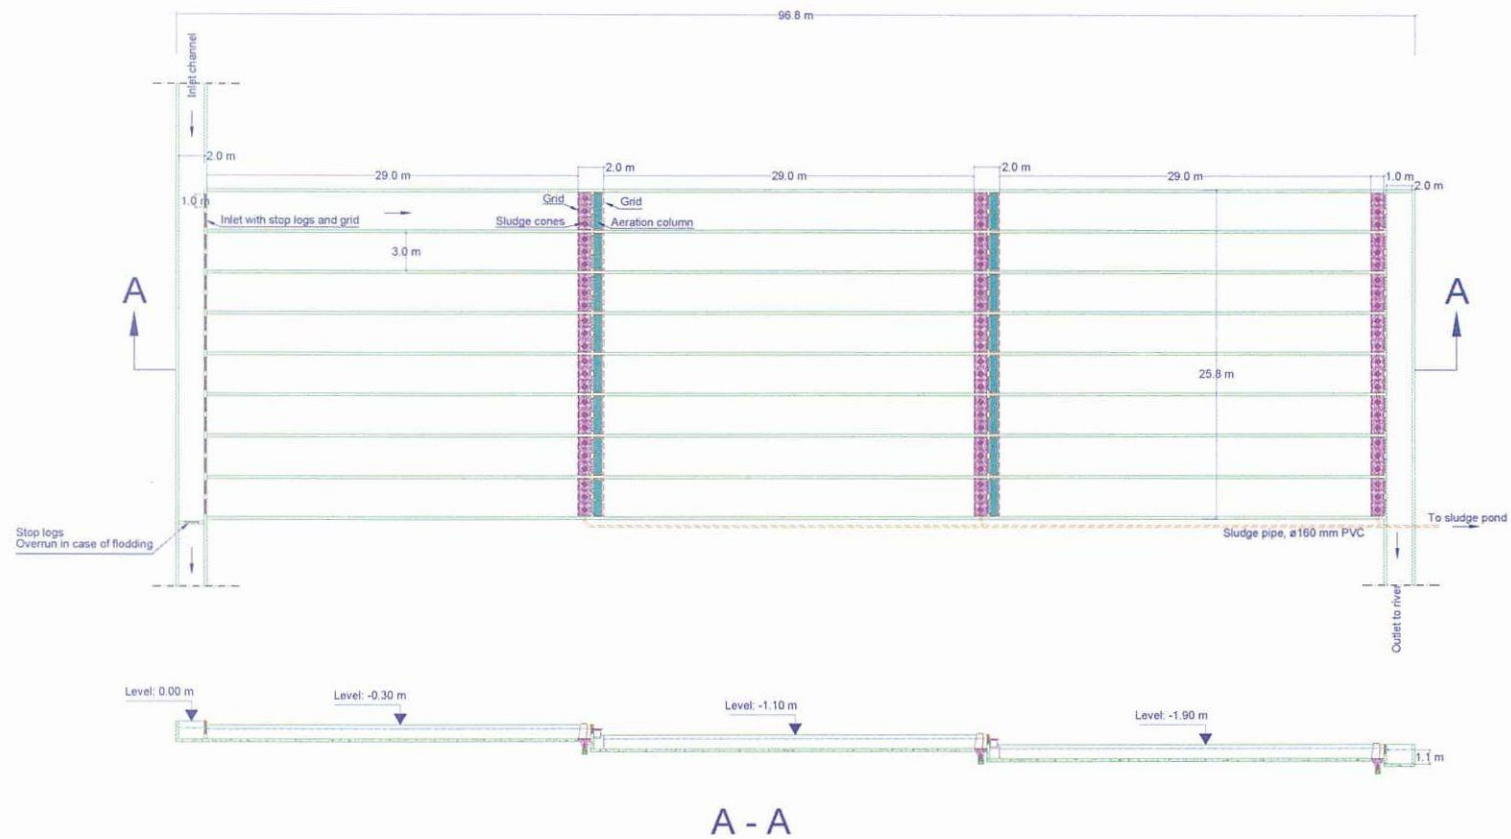 96.8 m
Inlet channel
2.0 m
29.0 m
2.0 m
29.0 m
2.0 m
29.0 m
1.0 m
2.0 m
1.0 m
Inlet with stop logs and grid
Grid
Grid
Sludge cones
Aeration column
3.0 m
A
A
25.8 m
Stop logs
Overrun in case of flodding
To sludge pond
Sludge pipe, ø160 mm PVC
Outlet to river
Level: 0.00 m
Level: -0.30 m
Level: -1.10 m
Level: -1.90 m
1.1 m
A - A